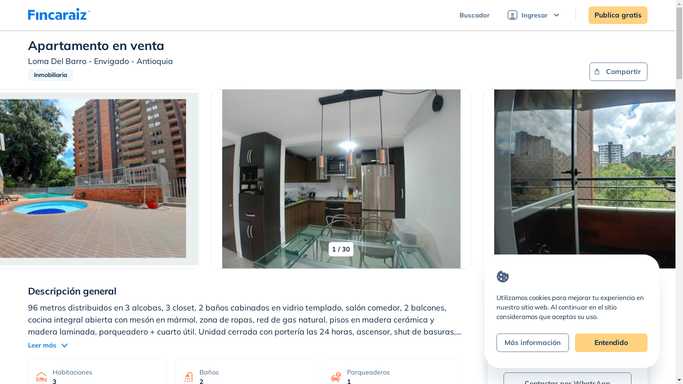 Fincaraiz
Buscador
Ingresar
Publica gratis
Apartamento en venta
Loma Del Barro - Envigado - Antioquia
Inmobiliaria
Compartir
1 / 30
Descripción general
96 metros distribuidos en 3 alcobas, 3 closet, 2 baños cabinados en vidrio templado, salón comedor, 2 balcones,
cocina integral abierta con mesón en mármol, zona de ropas, red de gas natural, pisos en madera cerámica y
madera laminada, parqueadero + cuarto útil. Unidad cerrada con portería las 24 horas, ascensor, shut de basuras,...
Leer más
Habitaciones
3
Baños
2
Parqueaderos
1
Utilizamos cookies para mejorar tu experiencia en
nuestro sitio web. Al continuar en el sitio
consideramos que aceptas su uso.
Más información
Entendido
Contactar por WhatsApp